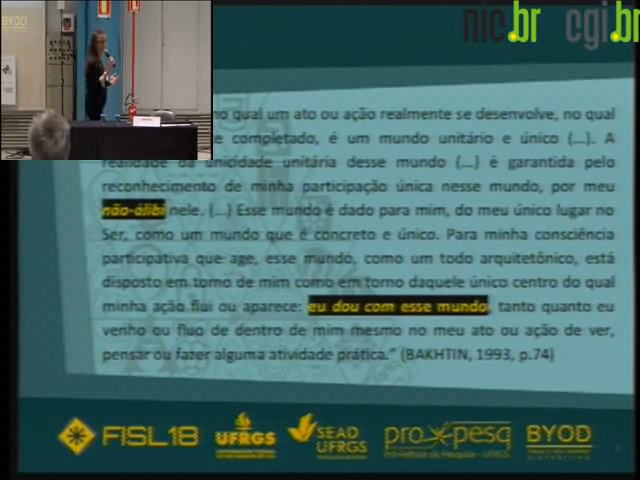 nic.br cgi.br
BYOD
no qual um ato ou ação realmente se desenvolve, no qual
completado, é um mundo unitário e único (...). A
realidade da unicidade unitária desse mundo (...) é garantida pelo
reconhecimento de minha participação única nesse mundo, por meu
não-álibi nele. (...) Esse mundo é dado para mim, do meu único lugar no
Ser, como um mundo que é concreto e único. Para minha consciência
participativa que age, esse mundo, como um todo arquitetônico, está
disposto em torno de mim como em torno daquele único centro do qual
minha ação flui ou aparece: eu dou com esse mundo, tanto quanto eu
venho ou fluo de dentro de mim mesmo no meu ato ou ação de ver,
pensar ou fazer alguma atividade prática.” (BAKHTIN, 1993, p.74)
FISL18 UFRGS SEAD UFRGS propesq BYOD